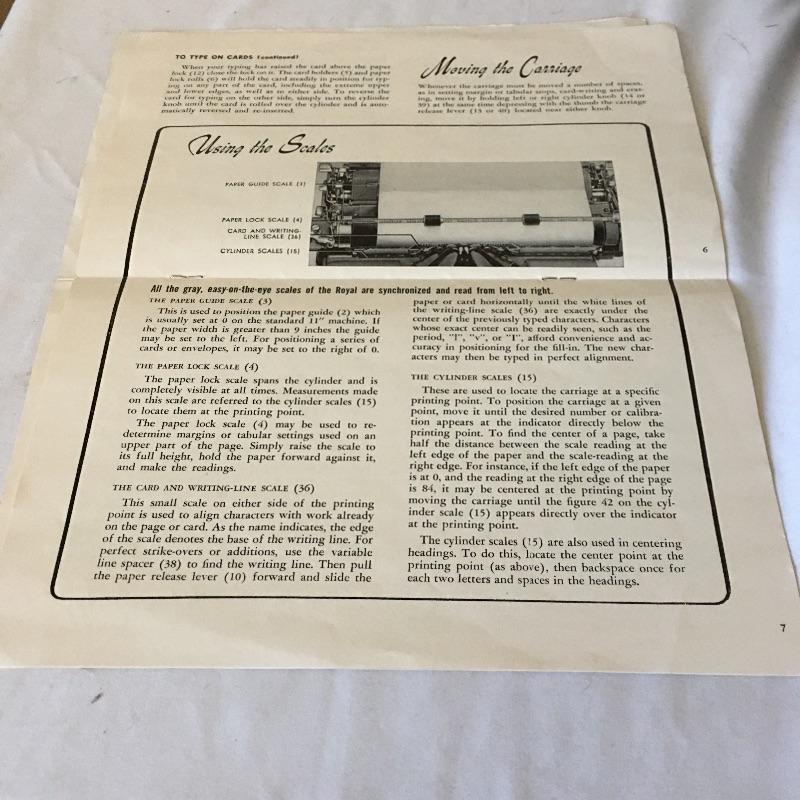 TO TYPE ON CARDS (continued)
When your typing has raised the card above the paper
lock (12) close the lock on it. The card holders (5) and paper
lock rolls (6) will hold the card steadily in position for typ-
ing on any part of the card, including the extreme upper
and lower edges, as well as to either side. To reverse the
card for typing on the other side, simply turn the cylinder
knob until the card is rolled over the cylinder and is auto-
matically reversed and re-inserted.
Moving the Carriage
Whenever the carriage must be moved a number of spaces,
as in setting margin or tabular stops, card-writing and eras-
ing, move it by holding left or right cylinder knob (14 or
39) at the same time depressing with the thumb the carriage
release lever (13 or 40) located near either knob.
Using the Scales
PAPER GUIDE SCALE (3)
PAPER LOCK SCALE (4)
CARD AND WRITING-
LINE SCALE (36)
CYLINDER SCALES (15)
6
All the gray, easy-on-the-eye scales of the Royal are synchronized and read from left to right.
THE PAPER GUIDE SCALE (3)
This is used to position the paper guide (2) which
is usually set at 0 on the standard 11" machine. If
the paper width is greater than 9 inches the guide
may be set to the left. For positioning a series of
cards or envelopes, it may be set to the right of 0.
THE PAPER LOCK SCALE (4)
The paper lock scale spans the cylinder and is
completely visible at all times. Measurements made
on this scale are referred to the cylinder scales (15)
to locate them at the printing point.
The paper lock scale (4) may be used to re-
determine margins or tabular settings used on an
upper part of the page. Simply raise the scale to
its full height, hold the paper forward against it,
and make the readings.
THE CARD AND WRITING-LINE SCALE (36)
This small scale on either side of the printing
point is used to align characters with work already
on the page or card. As the name indicates, the edge
of the scale denotes the base of the writing line. For
perfect strike-overs or additions, use the variable
line spacer (38) to find the writing line. Then pull
the paper release lever (10) forward and slide the
paper or card horizontally until the white lines of
the writing-line scale (36) are exactly under the
center of the previously typed characters. Characters
whose exact center can be readily seen, such as the
period, "l", "v", or "I", afford convenience and ac-
curacy in positioning for the fill-in. The new char-
acters may then be typed in perfect alignment.
THE CYLINDER SCALES (15)
These are used to locate the carriage at a specific
printing point. To position the carriage at a given
point, move it until the desired number or calibra-
tion appears at the indicator directly below the
printing point. To find the center of a page, take
half the distance between the scale reading at the
left edge of the paper and the scale-reading at the
right edge. For instance, if the left edge of the paper
is at 0, and the reading at the right edge of the page
is 84, it may be centered at the printing point by
moving the carriage until the figure 42 on the cyl-
inder scale (15) appears directly over the indicator
at the printing point.
The cylinder scales (15) are also used in centering
headings. To do this, locate the center point at the
printing point (as above), then backspace once for
each two letters and spaces in the headings.
7